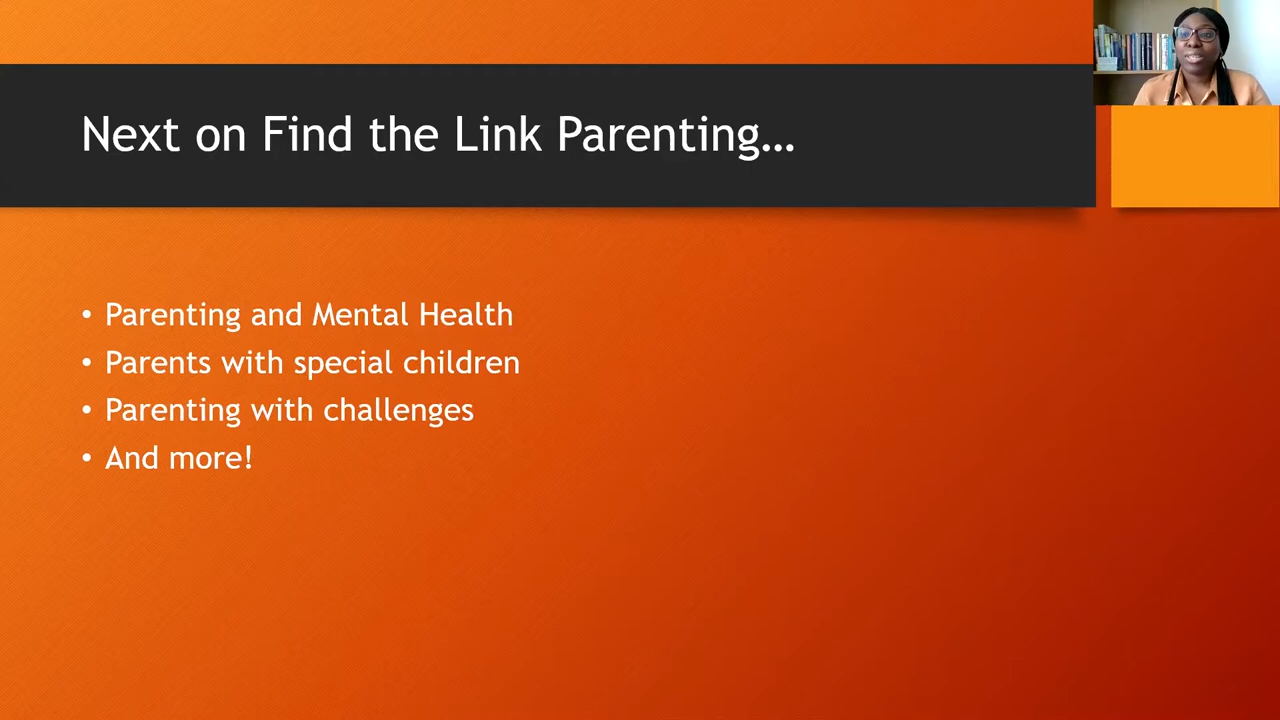 Next on Find the Link Parenting…
• Parenting and Mental Health
• Parents with special children
• Parenting with challenges
• And more!